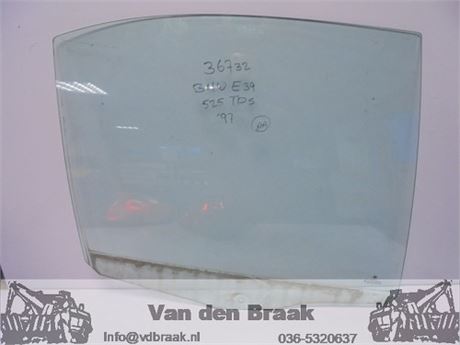 36732
BMW E39
525 TDS
'97
Van den Braak
Info@vdbraak.nl
036-5320637